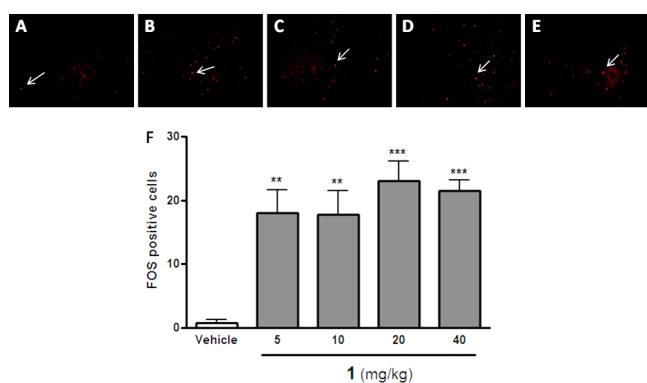 A B C D E
F
30
20
10
0
FOS positive cells
** ** *** ***
Vehicle 5 10 20 40
1 (mg/kg)